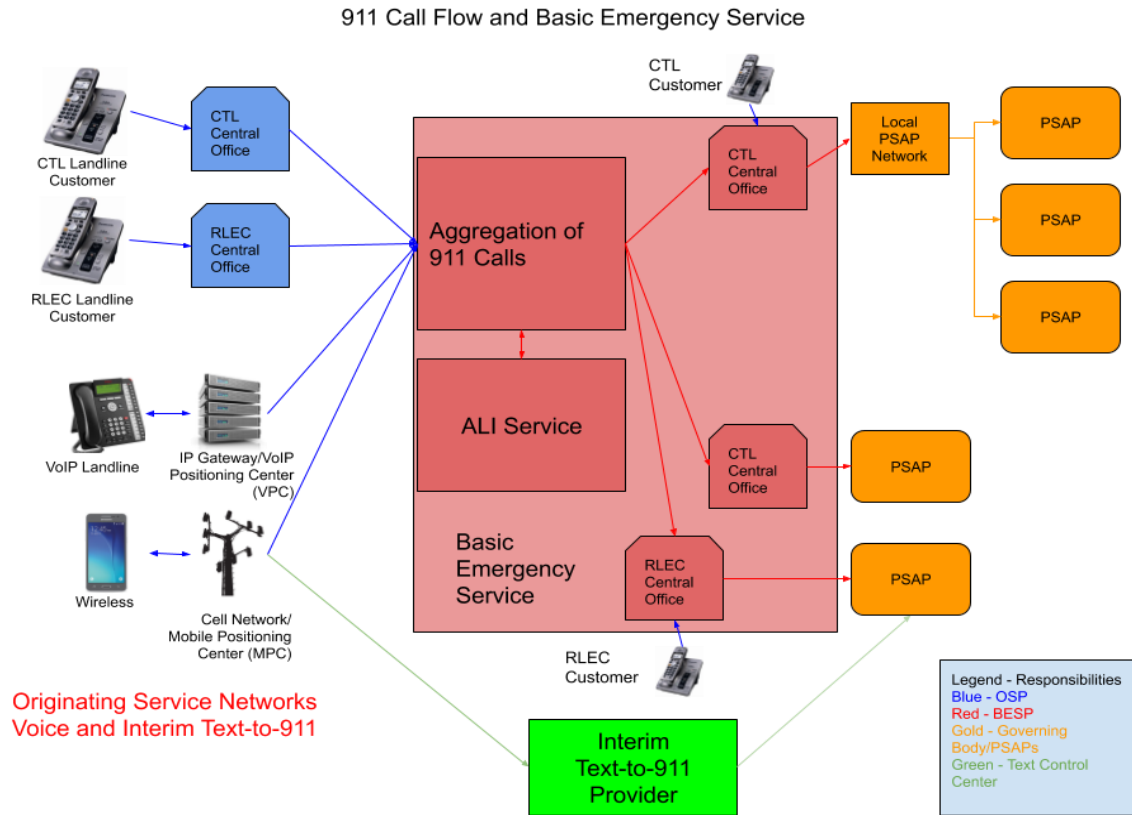 911 Call Flow and Basic Emergency Service
CTL Landline
Customer
CTL
Central
Office
RLEC Landline
Customer
RLEC
Central
Office
VoIP Landline
IP Gateway/VoIP
Positioning Center
(VPC)
Wireless
Cell Network/
Mobile Positioning
Center (MPC)
Originating Service Networks
Voice and Interim Text-to-911
Aggregation of
911 Calls
ALI Service
Basic
Emergency
Service
CTL
Customer
CTL
Central
Office
Local
PSAP
Network
PSAP
PSAP
PSAP
CTL
Central
Office
PSAP
RLEC
Central
Office
PSAP
RLEC
Customer
Interim
Text-to-911
Provider
Legend - Responsibilities
Blue - OSP
Red - BESP
Gold - Governing
Body/PSAPs
Green - Text Control
Center